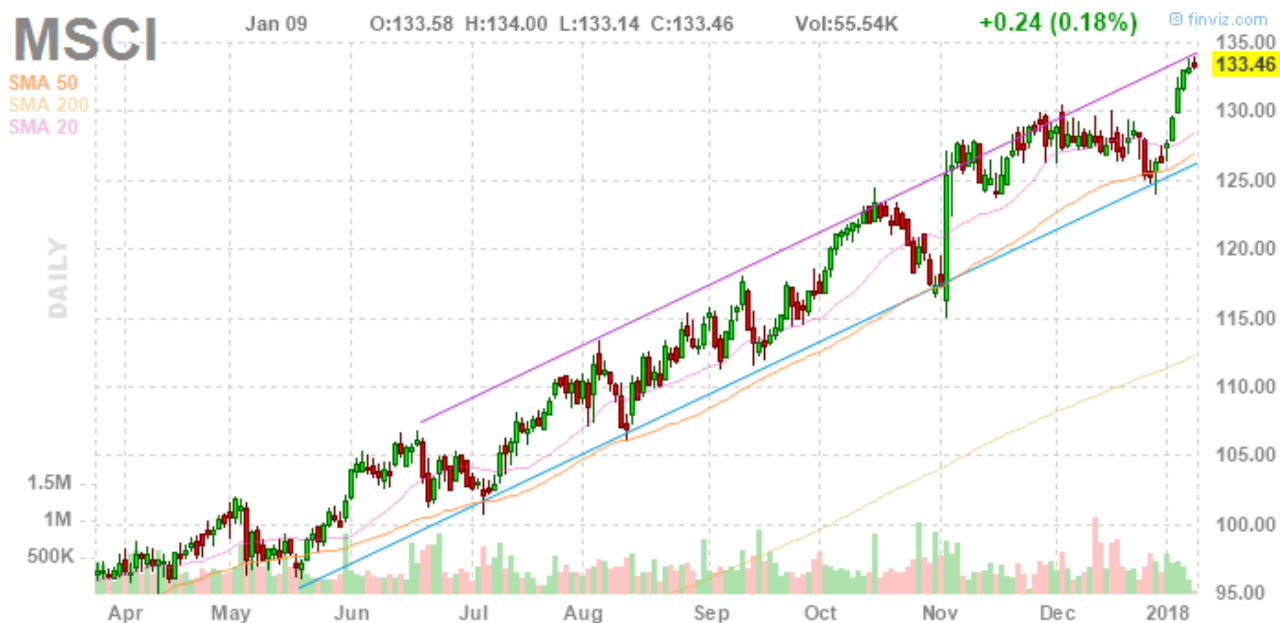 MSCI
Jan 09 O:133.58 H:134.00 L:133.14 C:133.46 Vol:55.54K +0.24 (0.18%) © finviz.com
SMA 50
SMA 200
SMA 20
DAILY
135.00
133.46
130.00
125.00
120.00
115.00
110.00
105.00
100.00
95.00
1.5M
1M
500K
Apr May Jun Jul Aug Sep Oct Nov Dec 2018